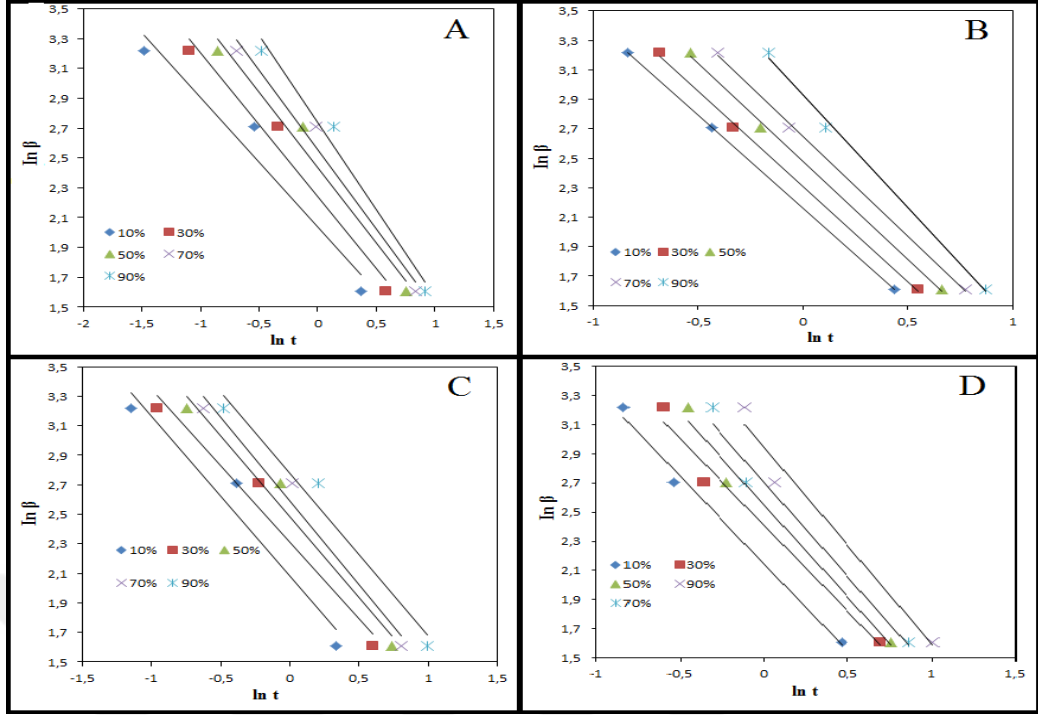 A
3,5
3,3
3,1
2,9
2,7
2,5
2,3
2,1
1,9
1,7
1,5
ln β
10% 30%
50% 70%
90%
-2 -1,5 -1 -0,5 0 0,5 1 1,5
ln t
B
3,5
3,3
3,1
2,9
2,7
2,5
2,3
2,1
1,9
1,7
1,5
ln β
10% 30% 50%
70% 90%
-1 -0,5 0 0,5 1
ln t
C
3,5
3,3
3,1
2,9
2,7
2,5
2,3
2,1
1,9
1,7
1,5
ln β
10% 30% 50%
70% 90%
-1,5 -1 -0,5 0 0,5 1 1,5
ln t
D
3,5
3,3
3,1
2,9
2,7
2,5
2,3
2,1
1,9
1,7
1,5
ln β
10% 30%
50% 90%
70%
-1 -0,5 0 0,5 1 1,5
ln t